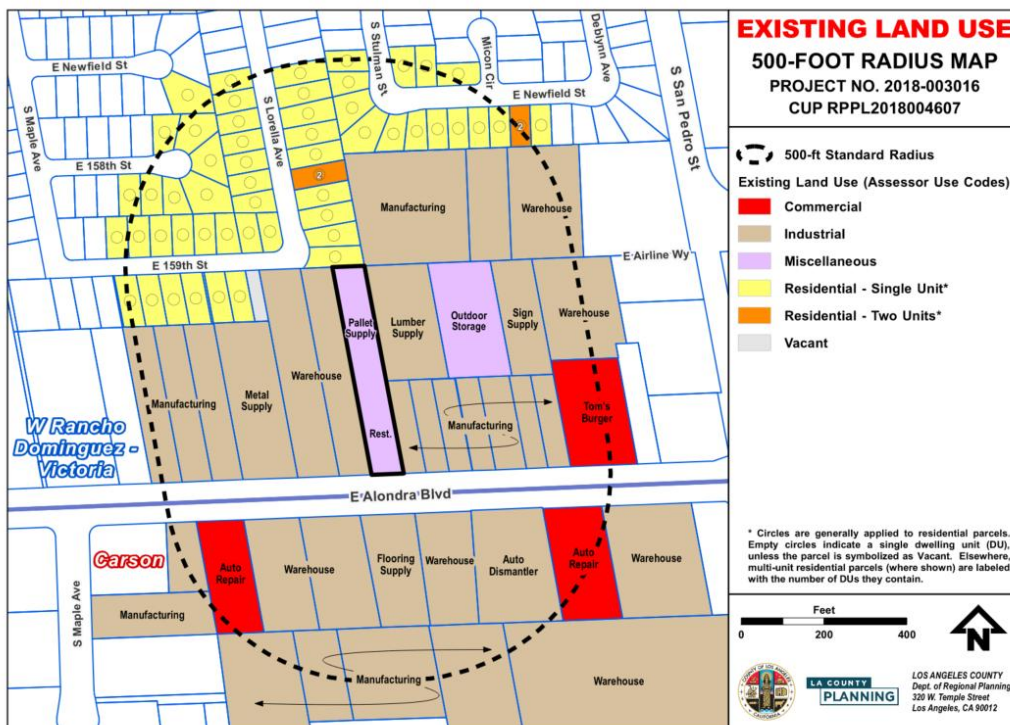 EXISTING LAND USE
500-FOOT RADIUS MAP
PROJECT NO. 2018-003016
CUP RPPL2018004607
500-ft Standard Radius
Existing Land Use (Assessor Use Codes)
Commercial
Industrial
Miscellaneous
Residential - Single Unit*
Residential - Two Units*
Vacant
* Circles are generally applied to residential parcels.
Empty circles indicate a single dwelling unit (DU),
unless the parcel is symbolized as Vacant. Elsewhere,
multi-unit residential parcels (where shown) are labeled
with the number of DUs they contain.
Feet
0 200 400
N
COUNTY OF LOS ANGELES
CALIFORNIA
LA COUNTY
PLANNING
LOS ANGELES COUNTY
Dept. of Regional Planning
320 W. Temple Street
Los Angeles, CA 90012
E Newfield St
S Stulman St
Micon Cir
Deblynn Ave
S San Pedro St
E Newfield St
S Maple Ave
S Lorella Ave
E 158th St
2
2
Manufacturing
Warehouse
E Airline Wy
E 159th St
Pallet
Supply
Lumber
Supply
Outdoor
Storage
Sign
Supply
Warehouse
Manufacturing
Metal
Supply
Warehouse
Rest.
Manufacturing
Tom's
Burger
W Rancho
Dominguez -
Victoria
E Alondra Blvd
Carson
Auto
Repair
Warehouse
Flooring
Supply
Warehouse
Auto
Dismantler
Auto
Repair
Warehouse
S Maple Ave
Manufacturing
Manufacturing
Warehouse